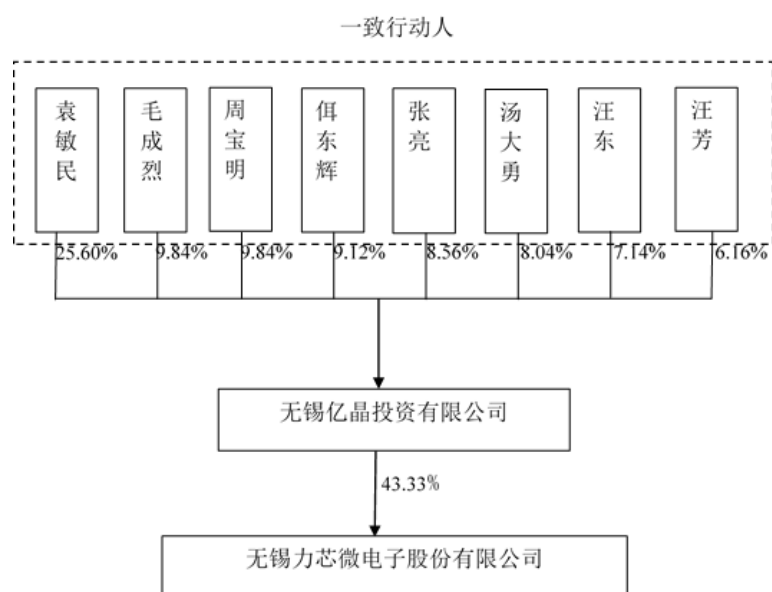 一致行动人
袁敏民
毛成烈
周宝明
佴东辉
张亮
汤大勇
汪东
汪芳
25.60%
9.84%
9.84%
9.12%
8.56%
8.04%
7.14%
6.16%
无锡亿晶投资有限公司
43.33%
无锡力芯微电子股份有限公司